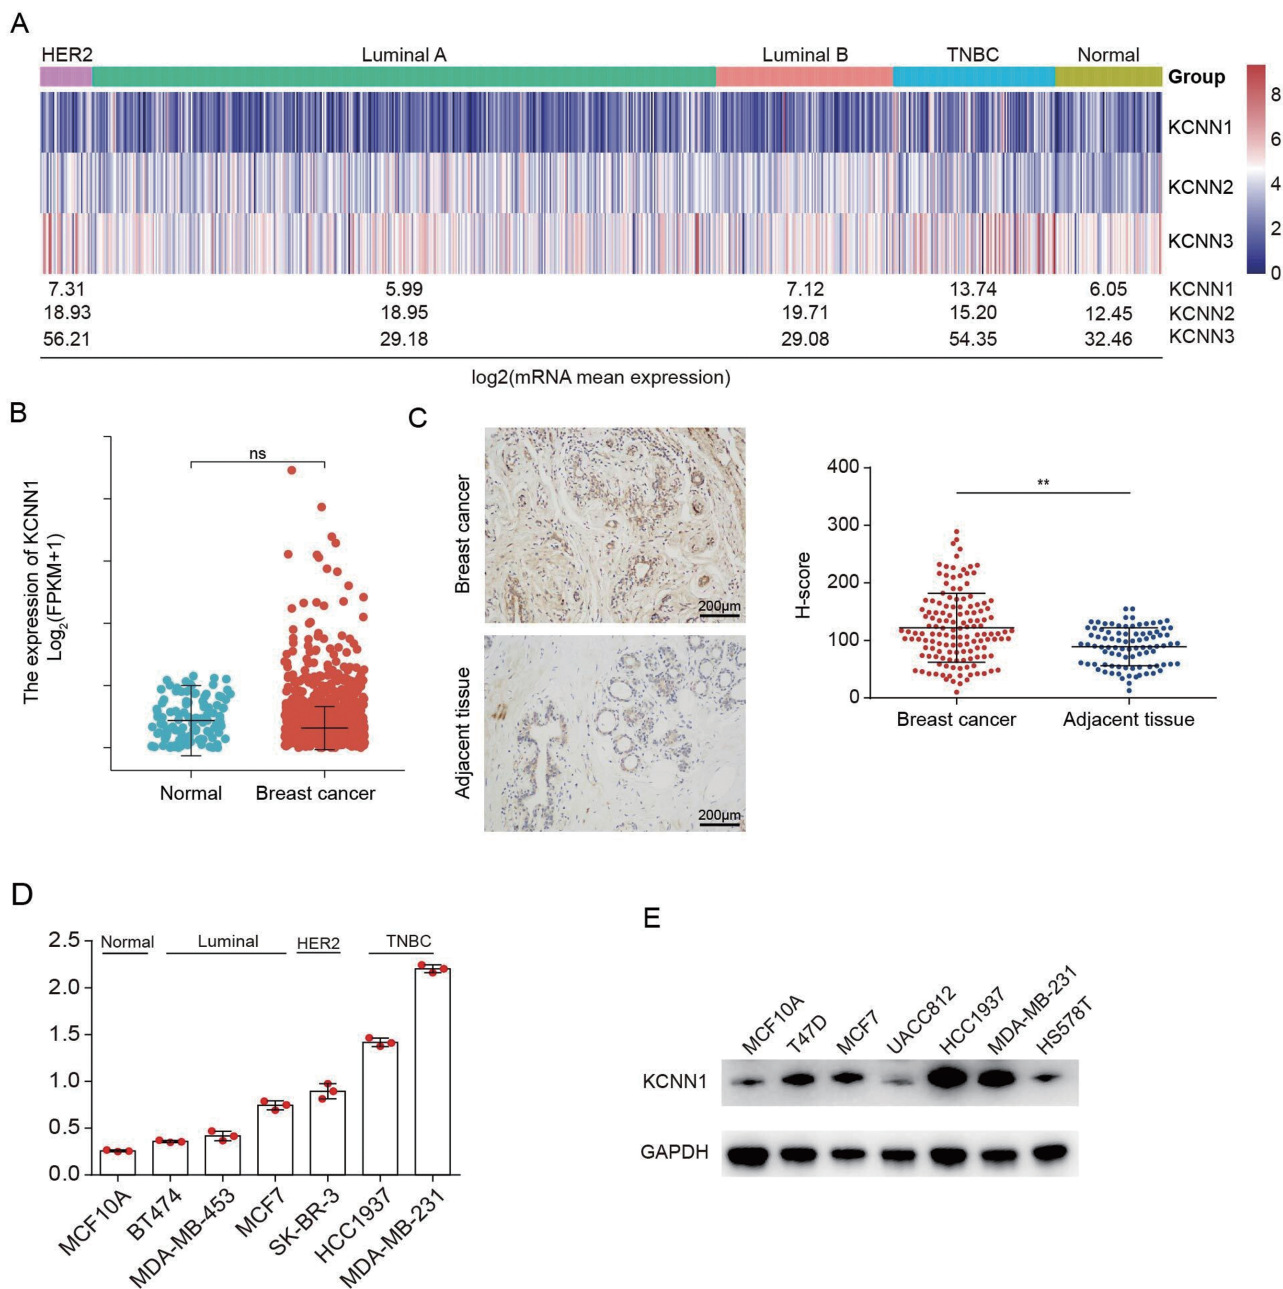 A
HER2 Luminal A Luminal B TNBC Normal
Group
KCNN1
KCNN2
KCNN3
8
6
4
2
0
7.31 5.99 7.12 13.74 6.05 KCNN1
18.93 18.95 19.71 15.20 12.45 KCNN2
56.21 29.18 29.08 54.35 32.46 KCNN3
log2(mRNA mean expression)
B
The expression of KCNN1
Log2(FPKM+1)
ns
Normal Breast cancer
C
Breast cancer
200μm
Adjacent tissue
200μm
H-score
400
300
200
100
0
**
Breast cancer Adjacent tissue
D
2.5
2.0
1.5
1.0
0.5
0.0
Normal Luminal HER2 TNBC
MCF10A
BT474
MDA-MB-453
MCF7
SK-BR-3
HCC1937
MDA-MB-231
E
MCF10A
T47D
MCF7
UACC812
HCC1937
MDA-MB-231
HS578T
KCNN1
GAPDH